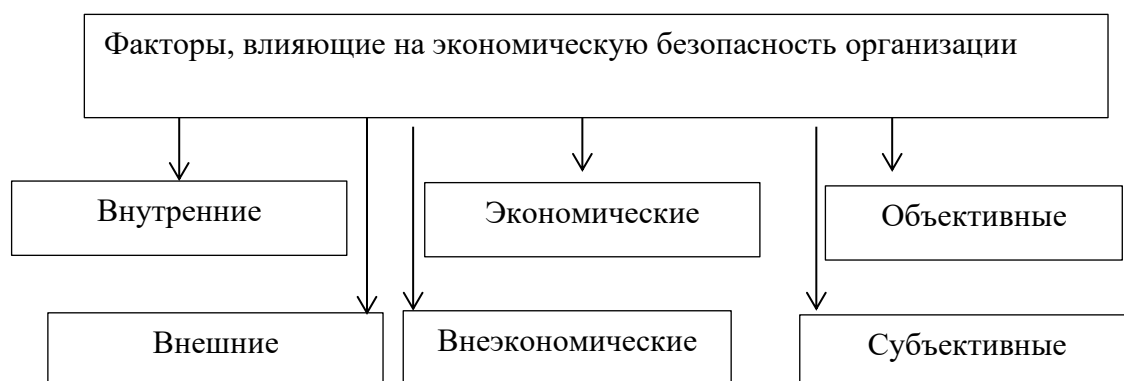 Факторы, влияющие на экономическую безопасность организации
Внутренние
Экономические
Объективные
Внешние
Внеэкономические
Субъективные